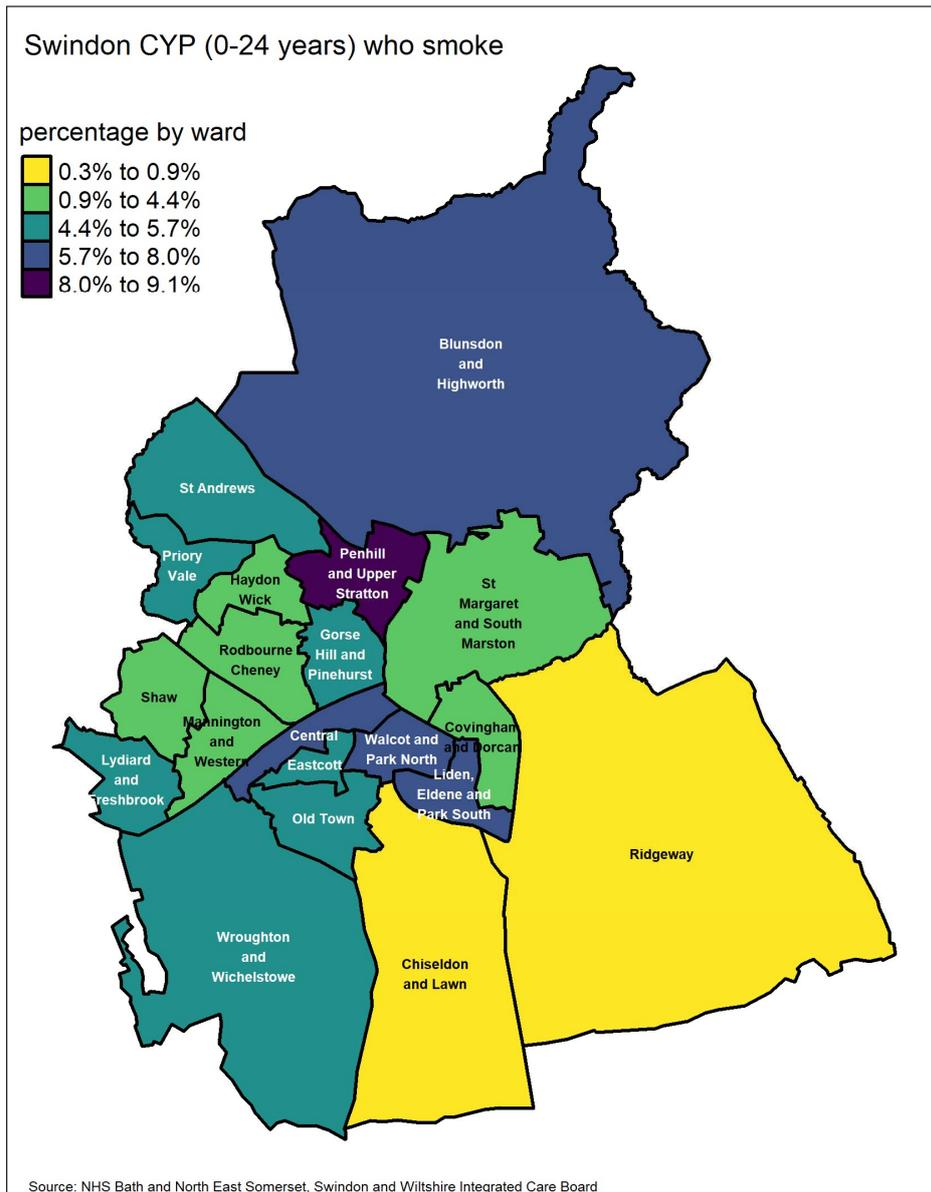 Swindon CYP (0-24 years) who smoke
percentage by ward
0.3% to 0.9%
0.9% to 4.4%
4.4% to 5.7%
5.7% to 8.0%
8.0% to 9.1%
Blunsdon
and
Highworth
St Andrews
Priory
Vale
Haydon
Wick
Penhill
and Upper
Stratton
St
Margaret
and South
Marston
Gorse
Hill and
Pinehurst
Rodbourne
Cheney
Shaw
Mannington
and
Western
Covingham
and Dorcan
Central
Walcot and
Park North
Eastcott
Lydiard
and
Freshbrook
Liden,
Eldene and
Park South
Old Town
Ridgeway
Wroughton
and
Wichelstowe
Chiseldon
and Lawn
Source: NHS Bath and North East Somerset, Swindon and Wiltshire Integrated Care Board